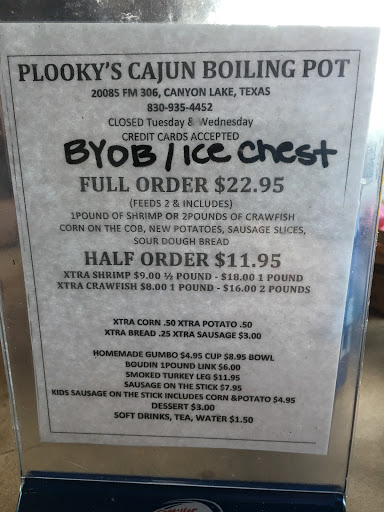 PLOOKY'S CAJUN BOILING POT
20085 FM 306, CANYON LAKE, TEXAS
830-935-4452
CLOSED Tuesday & Wednesday
CREDIT CARDS ACCEPTED
BYOB / Ice Chest
FULL ORDER $22.95
(FEEDS 2 & INCLUDES)
1POUND OF SHRIMP OR 2POUNDS OF CRAWFISH
CORN ON THE COB, NEW POTATOES, SAUSAGE SLICES,
SOUR DOUGH BREAD
HALF ORDER $11.95
XTRA SHRIMP $9.00 ½ POUND - $18.00 1 POUND
XTRA CRAWFISH $8.00 1 POUND - $16.00 2 POUNDS
XTRA CORN .50 XTRA POTATO .50
XTRA BREAD .25 XTRA SAUSAGE $3.00
HOMEMADE GUMBO $4.95 CUP $8.95 BOWL
BOUDIN 1POUND LINK $6.00
SMOKED TURKEY LEG $11.95
SAUSAGE ON THE STICK $7.95
KIDS SAUSAGE ON THE STICK INCLUDES CORN &POTATO $4.95
DESSERT $3.00
SOFT DRINKS, TEA, WATER $1.50